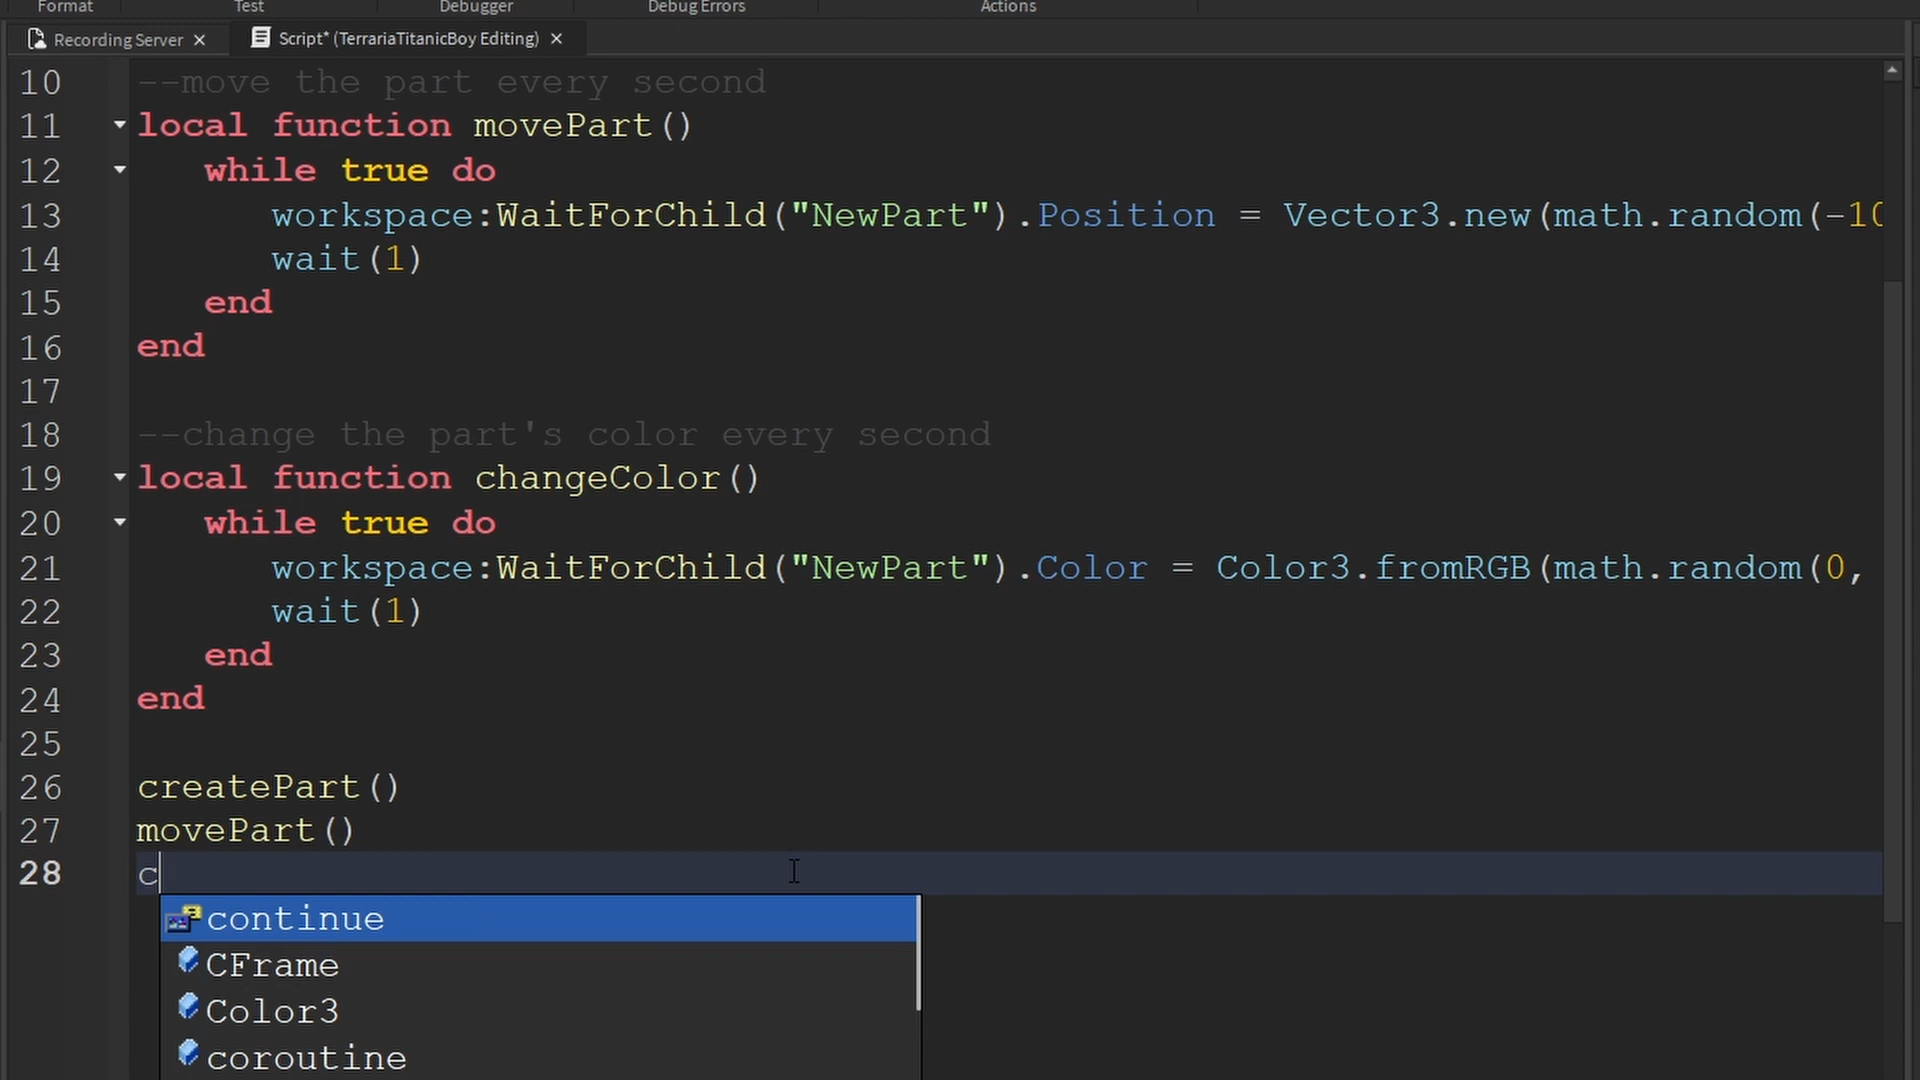 Format Test Debugger Debug Errors Actions
Recording Server × Script* (TerrariaTitanicBoy Editing) ×
10 --move the part every second
11 local function movePart()
12 while true do
13 workspace:WaitForChild("NewPart").Position = Vector3.new(math.random(-10
14 wait(1)
15 end
16 end
17
18 --change the part's color every second
19 local function changeColor()
20 while true do
21 workspace:WaitForChild("NewPart").Color = Color3.fromRGB(math.random(0,
22 wait(1)
23 end
24 end
25
26 createPart()
27 movePart()
28 c
continue
CFrame
Color3
coroutine